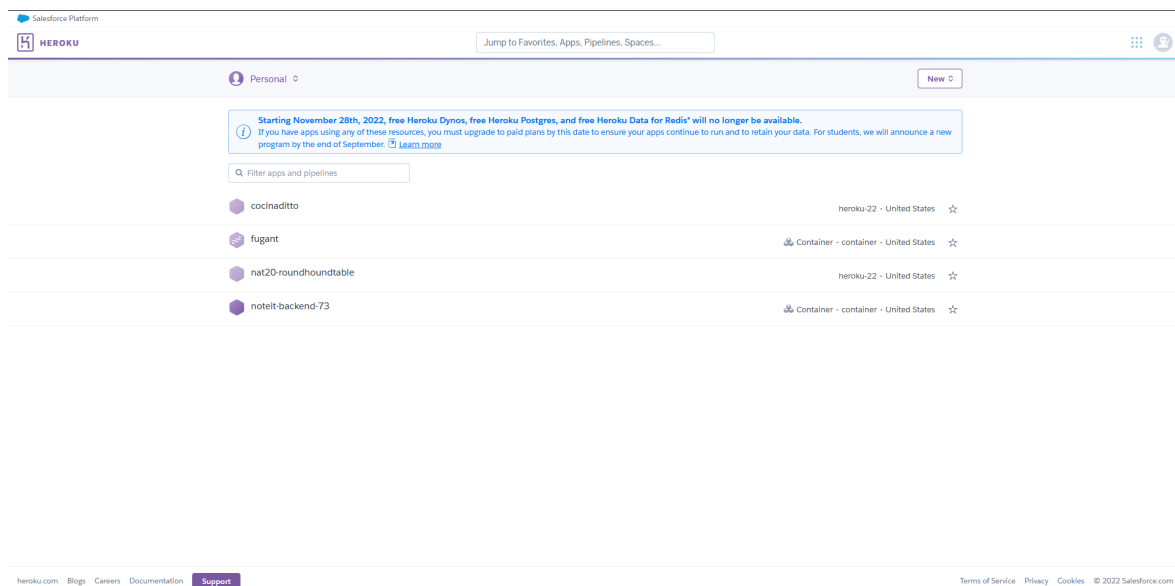 Salesforce Platform
HEROKU
Jump to Favorites, Apps, Pipelines, Spaces...
Personal
New
Starting November 28th, 2022, free Heroku Dynos, free Heroku Postgres, and free Heroku Data for Redis® will no longer be available.
If you have apps using any of these resources, you must upgrade to paid plans by this date to ensure your apps continue to run and to retain your data. For students, we will announce a new
program by the end of September. Learn more
Filter apps and pipelines
cocinaditto
heroku-22 · United States
fugant
Container · container · United States
nat20-roundhoundtable
heroku-22 · United States
noteit-backend-73
Container · container · United States
heroku.com Blogs Careers Documentation Support
Terms of Service Privacy Cookies © 2022 Salesforce.com